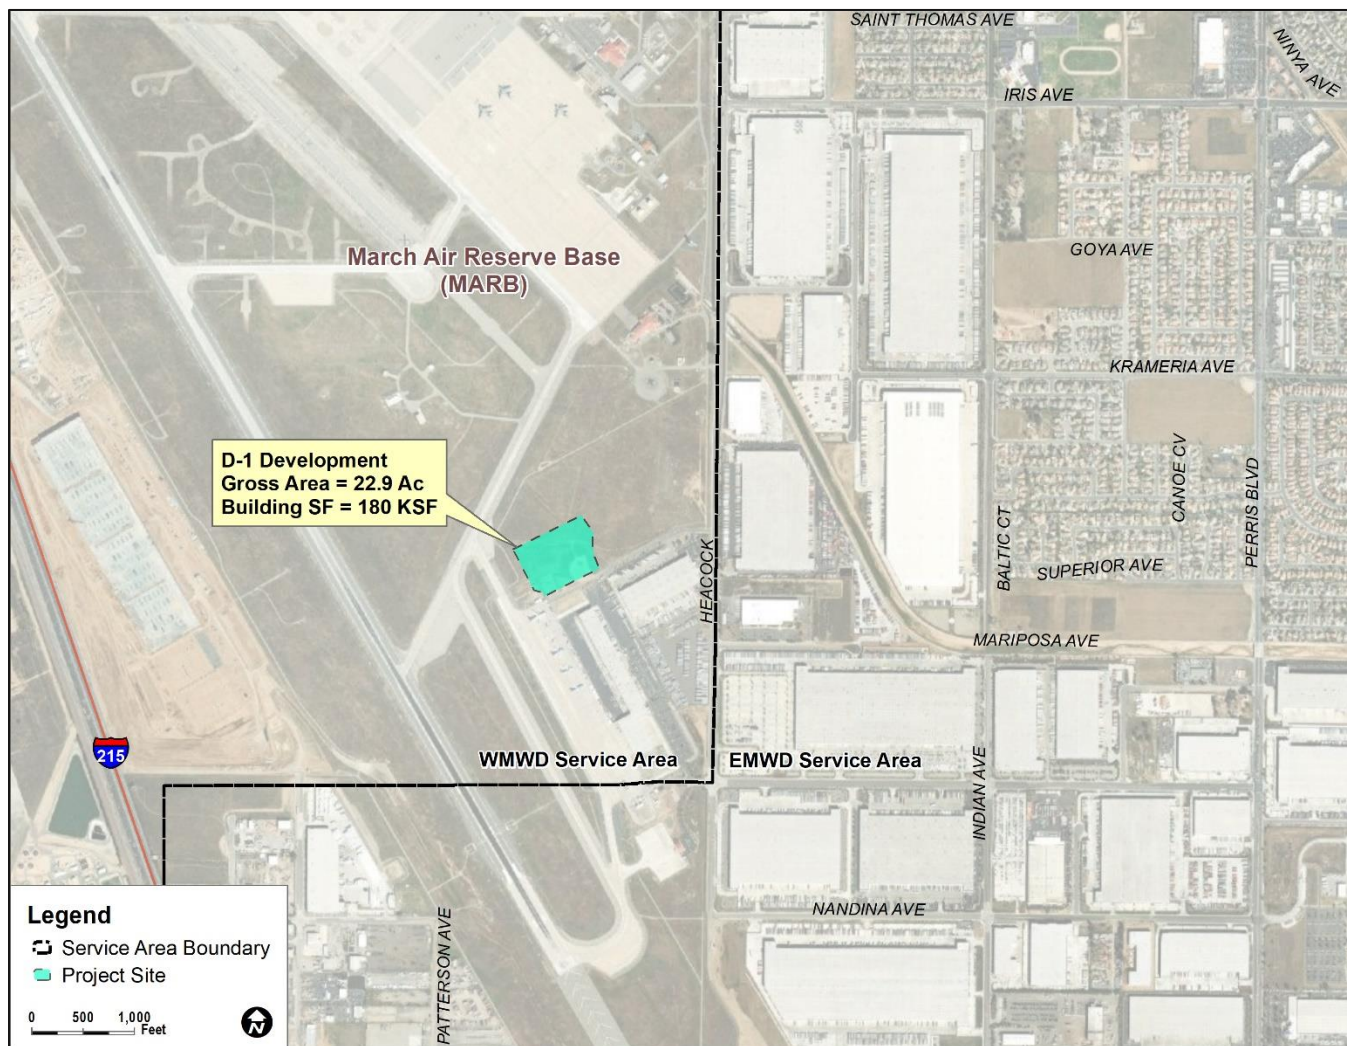 SAINT THOMAS AVE
NINYA AVE
IRIS AVE
March Air Reserve Base
(MARB)
GOYA AVE
KRAMERIA AVE
D-1 Development
Gross Area = 22.9 Ac
Building SF = 180 KSF
CANOE CV
PERRIS BLVD
HEACOCK
BALTIC CT
SUPERIOR AVE
MARIPOSA AVE
215
WMWD Service Area
EMWD Service Area
INDIAN AVE
NANDINA AVE
PATTERSON AVE
Legend
Service Area Boundary
Project Site
0 500 1,000
Feet
N